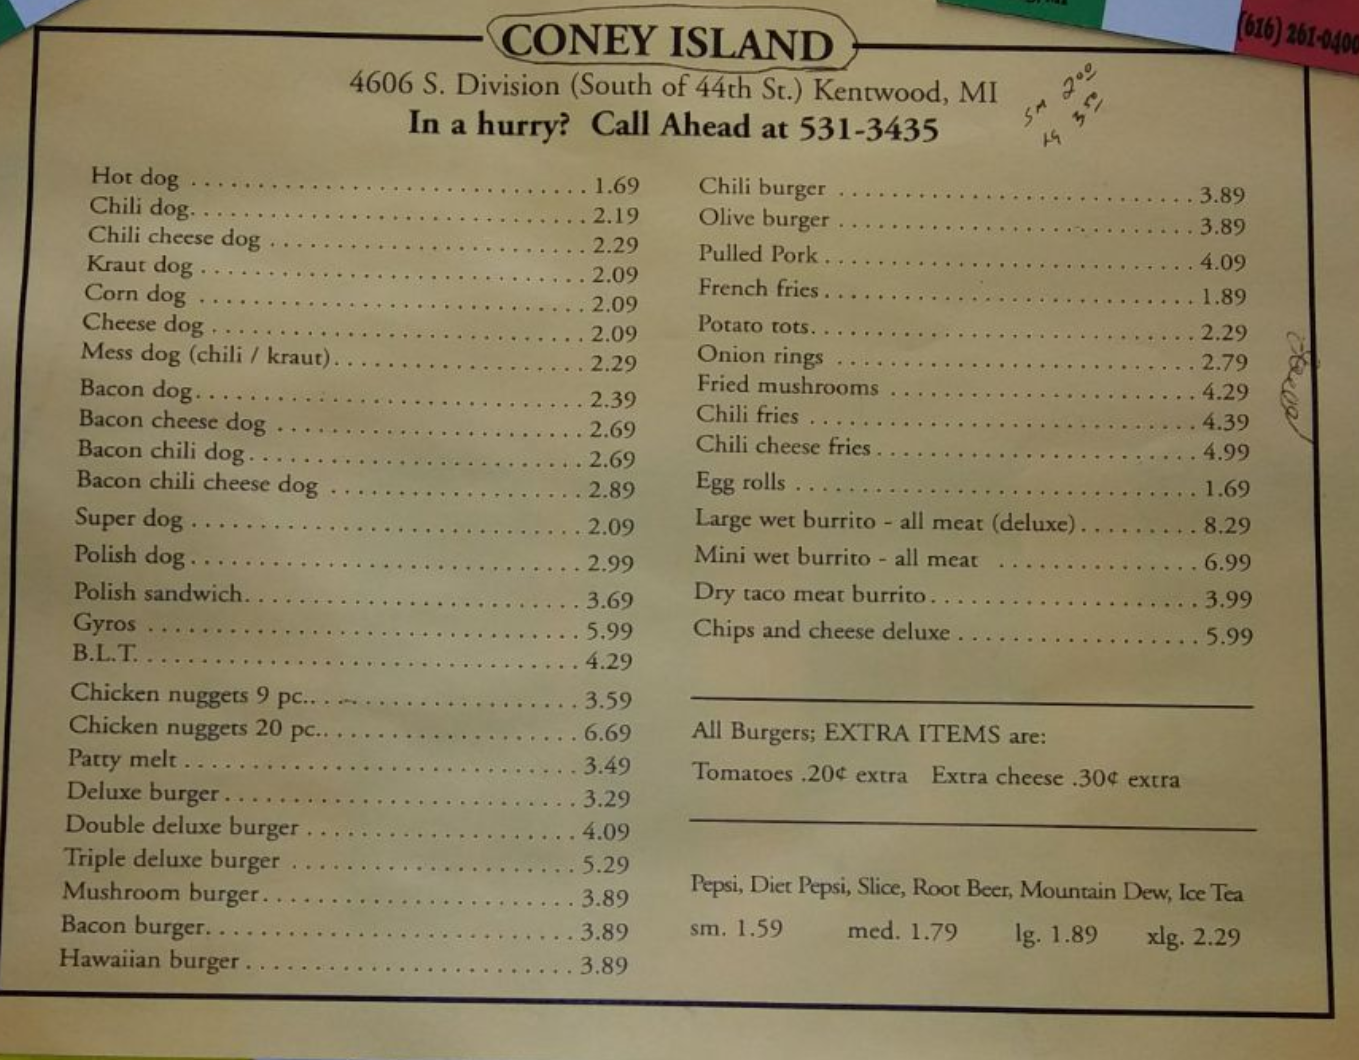 (616) 261-0400
CONEY ISLAND
4606 S. Division (South of 44th St.) Kentwood, MI
In a hurry? Call Ahead at 531-3435
sm 2.00
lg 3.51
Hot dog 1.69
Chili dog 2.19
Chili cheese dog 2.29
Kraut dog 2.09
Corn dog 2.09
Cheese dog 2.09
Mess dog (chili / kraut) 2.29
Bacon dog 2.39
Bacon cheese dog 2.69
Bacon chili dog 2.69
Bacon chili cheese dog 2.89
Super dog 2.09
Polish dog 2.99
Polish sandwich 3.69
Gyros 5.99
B.L.T. 4.29
Chicken nuggets 9 pc. 3.59
Chicken nuggets 20 pc. 6.69
Patty melt 3.49
Deluxe burger 3.29
Double deluxe burger 4.09
Triple deluxe burger 5.29
Mushroom burger 3.89
Bacon burger 3.89
Hawaiian burger 3.89
Chili burger 3.89
Olive burger 3.89
Pulled Pork 4.09
French fries 1.89
Potato tots 2.29
Onion rings 2.79
Fried mushrooms 4.29
Chili fries 4.39
Chili cheese fries 4.99
Egg rolls 1.69
Large wet burrito - all meat (deluxe) 8.29
Mini wet burrito - all meat 6.99
Dry taco meat burrito 3.99
Chips and cheese deluxe 5.99
All Burgers; EXTRA ITEMS are:
Tomatoes .20¢ extra Extra cheese .30¢ extra
Pepsi, Diet Pepsi, Slice, Root Beer, Mountain Dew, Ice Tea
sm. 1.59 med. 1.79 lg. 1.89 xlg. 2.29